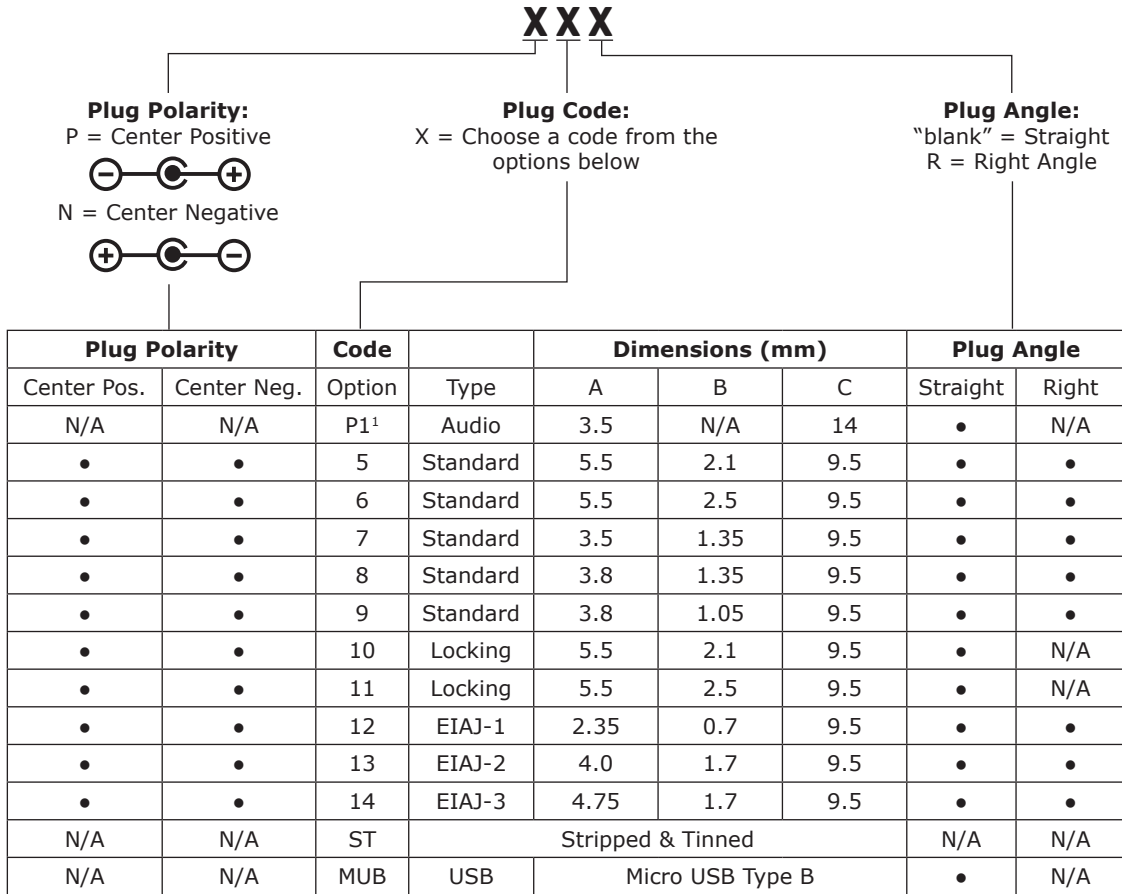 X X X
Plug Polarity:
P = Center Positive
N = Center Negative
Plug Code:
X = Choose a code from the
options below
Plug Angle:
“blank” = Straight
R = Right Angle
Plug Polarity Code Dimensions (mm) Plug Angle
Center Pos. Center Neg. Option Type A B C Straight Right
N/A N/A P1¹ Audio 3.5 N/A 14 ● N/A
● ● 5 Standard 5.5 2.1 9.5 ● ●
● ● 6 Standard 5.5 2.5 9.5 ● ●
● ● 7 Standard 3.5 1.35 9.5 ● ●
● ● 8 Standard 3.8 1.35 9.5 ● ●
● ● 9 Standard 3.8 1.05 9.5 ● ●
● ● 10 Locking 5.5 2.1 9.5 ● N/A
● ● 11 Locking 5.5 2.5 9.5 ● N/A
● ● 12 EIAJ-1 2.35 0.7 9.5 ● ●
● ● 13 EIAJ-2 4.0 1.7 9.5 ● ●
● ● 14 EIAJ-3 4.75 1.7 9.5 ● ●
N/A N/A ST Stripped & Tinned N/A N/A
N/A N/A MUB USB Micro USB Type B ● N/A